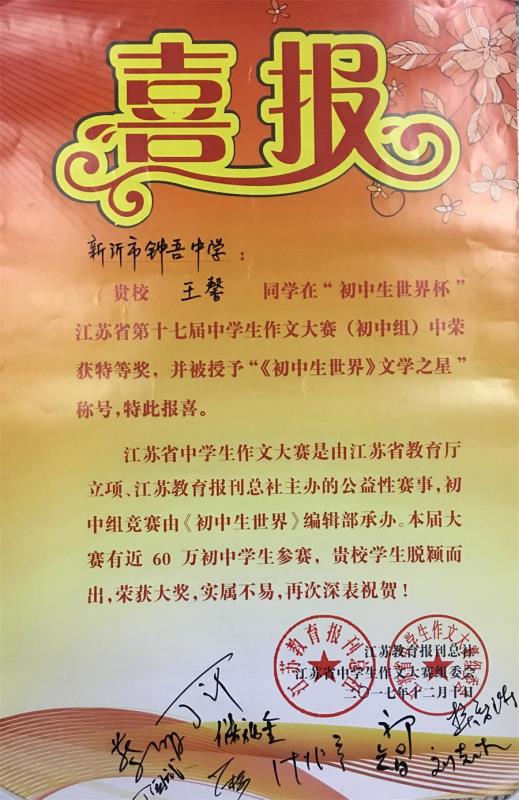 喜报
新沂市钟吾中学：
贵校 王馨 同学在“初中生世界杯”
江苏省第十七届中学生作文大赛（初中组）中荣
获特等奖，并被授予“《初中生世界》文学之星”
称号，特此报喜。
江苏省中学生作文大赛是由江苏省教育厅
立项、江苏教育报刊总社主办的公益性赛事，初
中组竞赛由《初中生世界》编辑部承办。本届大
赛有近 60 万初中学生参赛，贵校学生脱颖而
出，荣获大奖，实属不易，再次深表祝贺！
江苏教育报刊总社
江苏省中学生作文大赛组委会
二〇一七年十二月十日